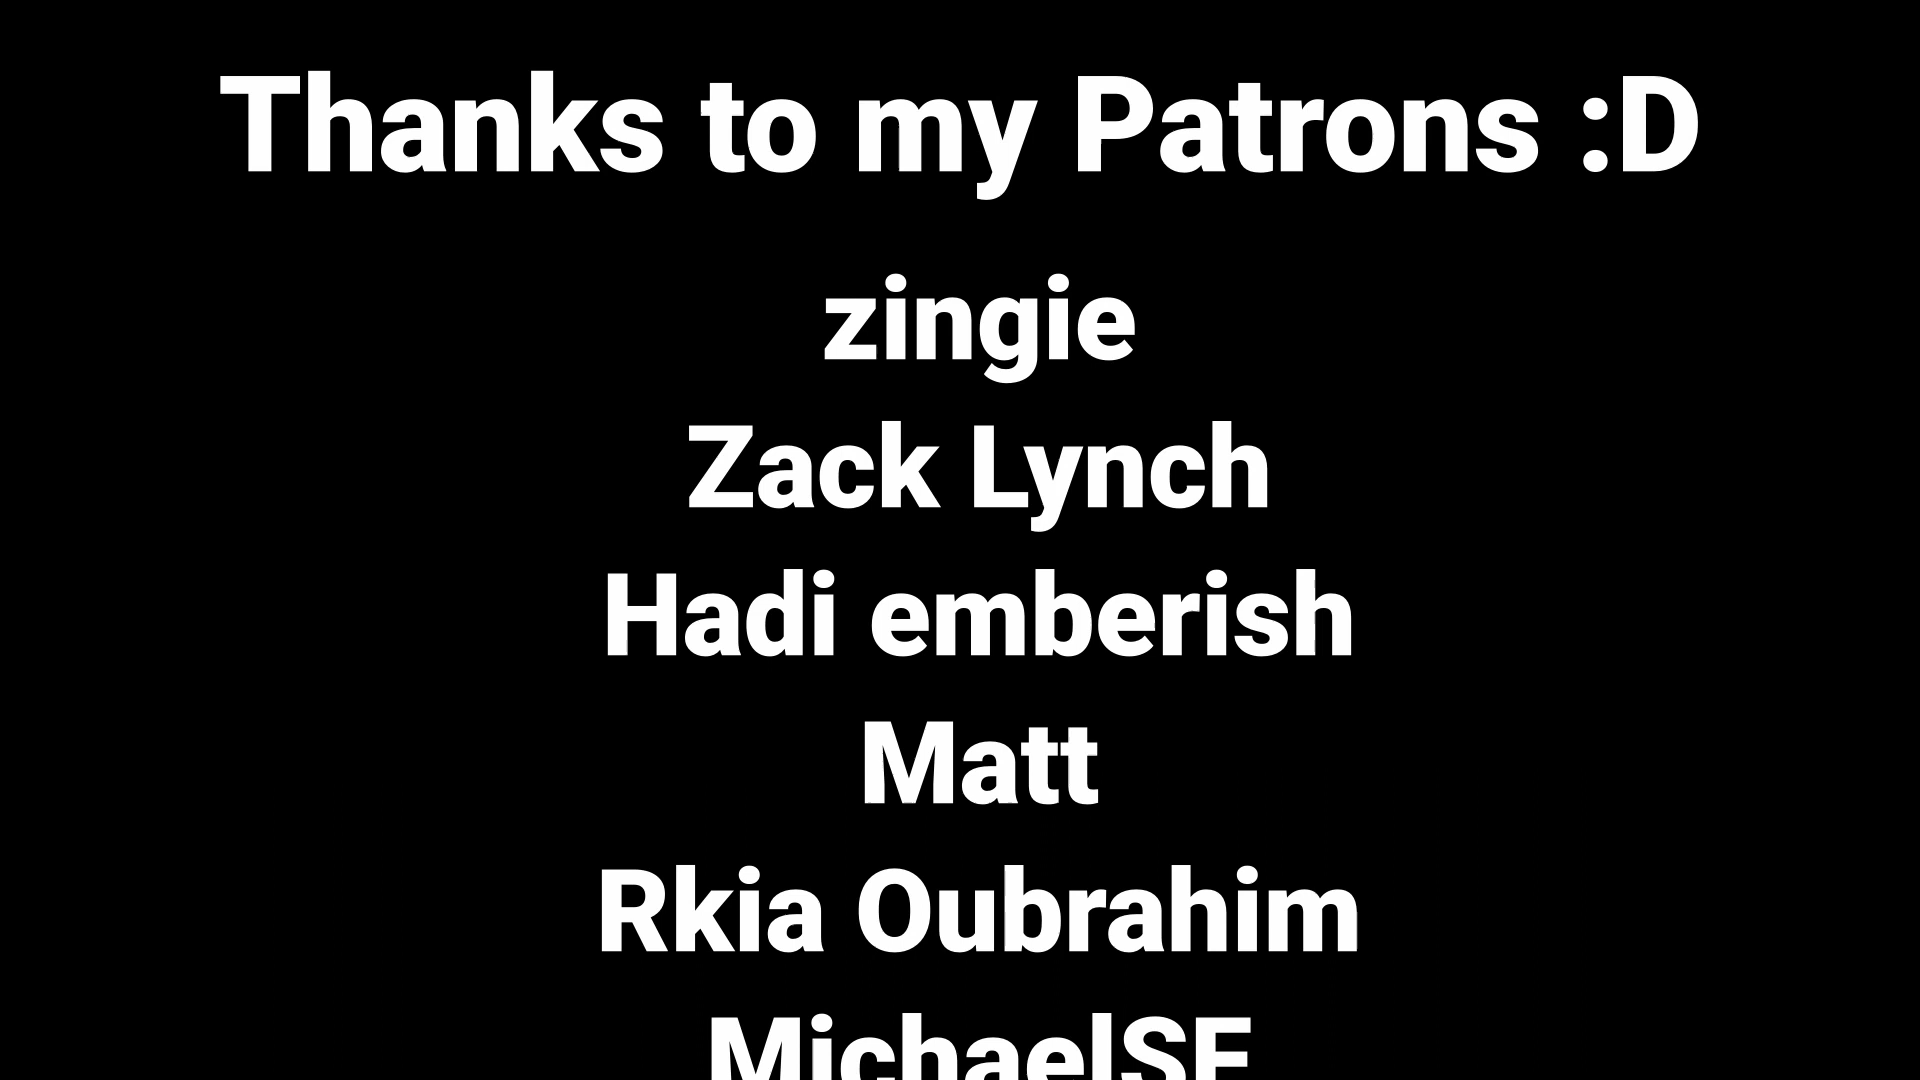 Thanks to my Patrons :D
zingie
Zack Lynch
Hadi emberish
Matt
Rkia Oubrahim